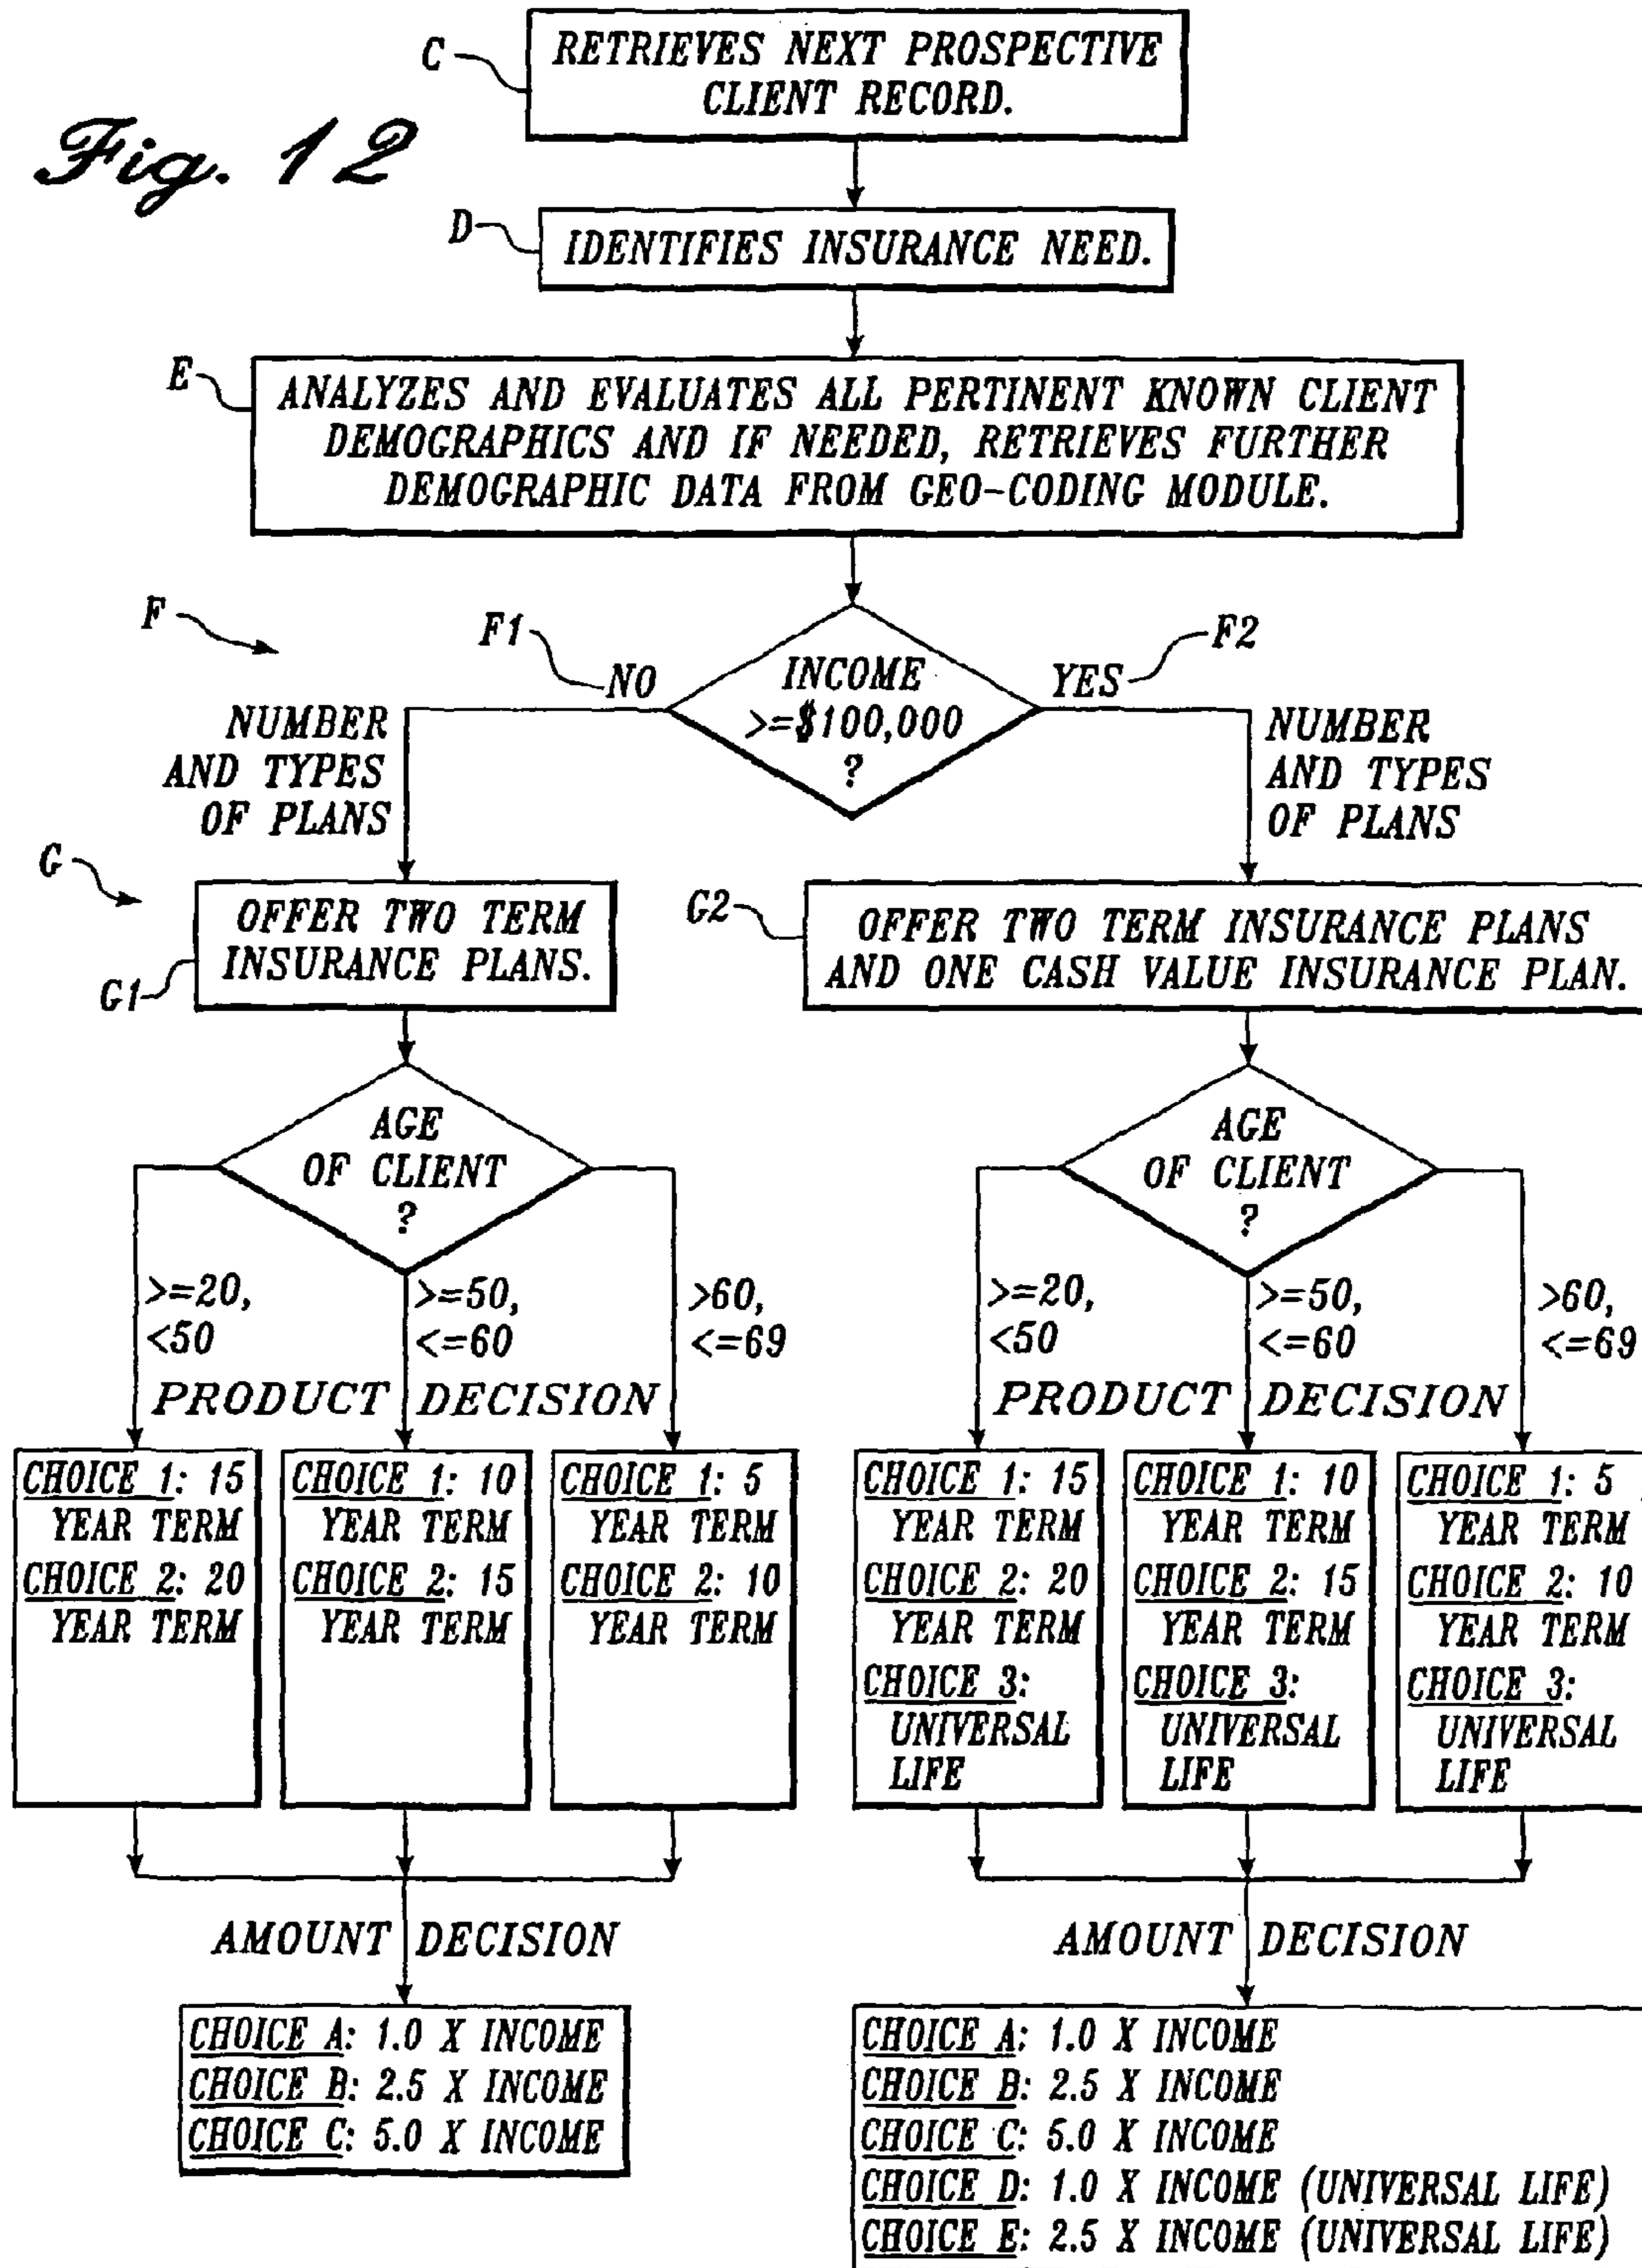 Fig. 12
C
RETRIEVES NEXT PROSPECTIVE
CLIENT RECORD.
D
IDENTIFIES INSURANCE NEED.
E
ANALYZES AND EVALUATES ALL PERTINENT KNOWN CLIENT
DEMOGRAPHICS AND IF NEEDED, RETRIEVES FURTHER
DEMOGRAPHIC DATA FROM GEO-CODING MODULE.
F
F1
NO
INCOME
>=$100,000
?
YES
F2
NUMBER
AND TYPES
OF PLANS
NUMBER
AND TYPES
OF PLANS
G
G1
OFFER TWO TERM
INSURANCE PLANS.
G2
OFFER TWO TERM INSURANCE PLANS
AND ONE CASH VALUE INSURANCE PLAN.
AGE
OF CLIENT
?
>=20,
<50
>=50,
<=60
>60,
<=69
PRODUCT DECISION
CHOICE 1: 15
YEAR TERM
CHOICE 2: 20
YEAR TERM
CHOICE 1: 10
YEAR TERM
CHOICE 2: 15
YEAR TERM
CHOICE 1: 5
YEAR TERM
CHOICE 2: 10
YEAR TERM
AMOUNT DECISION
CHOICE A: 1.0 X INCOME
CHOICE B: 2.5 X INCOME
CHOICE C: 5.0 X INCOME
AGE
OF CLIENT
?
>=20,
<50
>=50,
<=60
>60,
<=69
PRODUCT DECISION
CHOICE 1: 15
YEAR TERM
CHOICE 2: 20
YEAR TERM
CHOICE 3:
UNIVERSAL
LIFE
CHOICE 1: 10
YEAR TERM
CHOICE 2: 15
YEAR TERM
CHOICE 3:
UNIVERSAL
LIFE
CHOICE 1: 5
YEAR TERM
CHOICE 2: 10
YEAR TERM
CHOICE 3:
UNIVERSAL
LIFE
AMOUNT DECISION
CHOICE A: 1.0 X INCOME
CHOICE B: 2.5 X INCOME
CHOICE C: 5.0 X INCOME
CHOICE D: 1.0 X INCOME (UNIVERSAL LIFE)
CHOICE E: 2.5 X INCOME (UNIVERSAL LIFE)